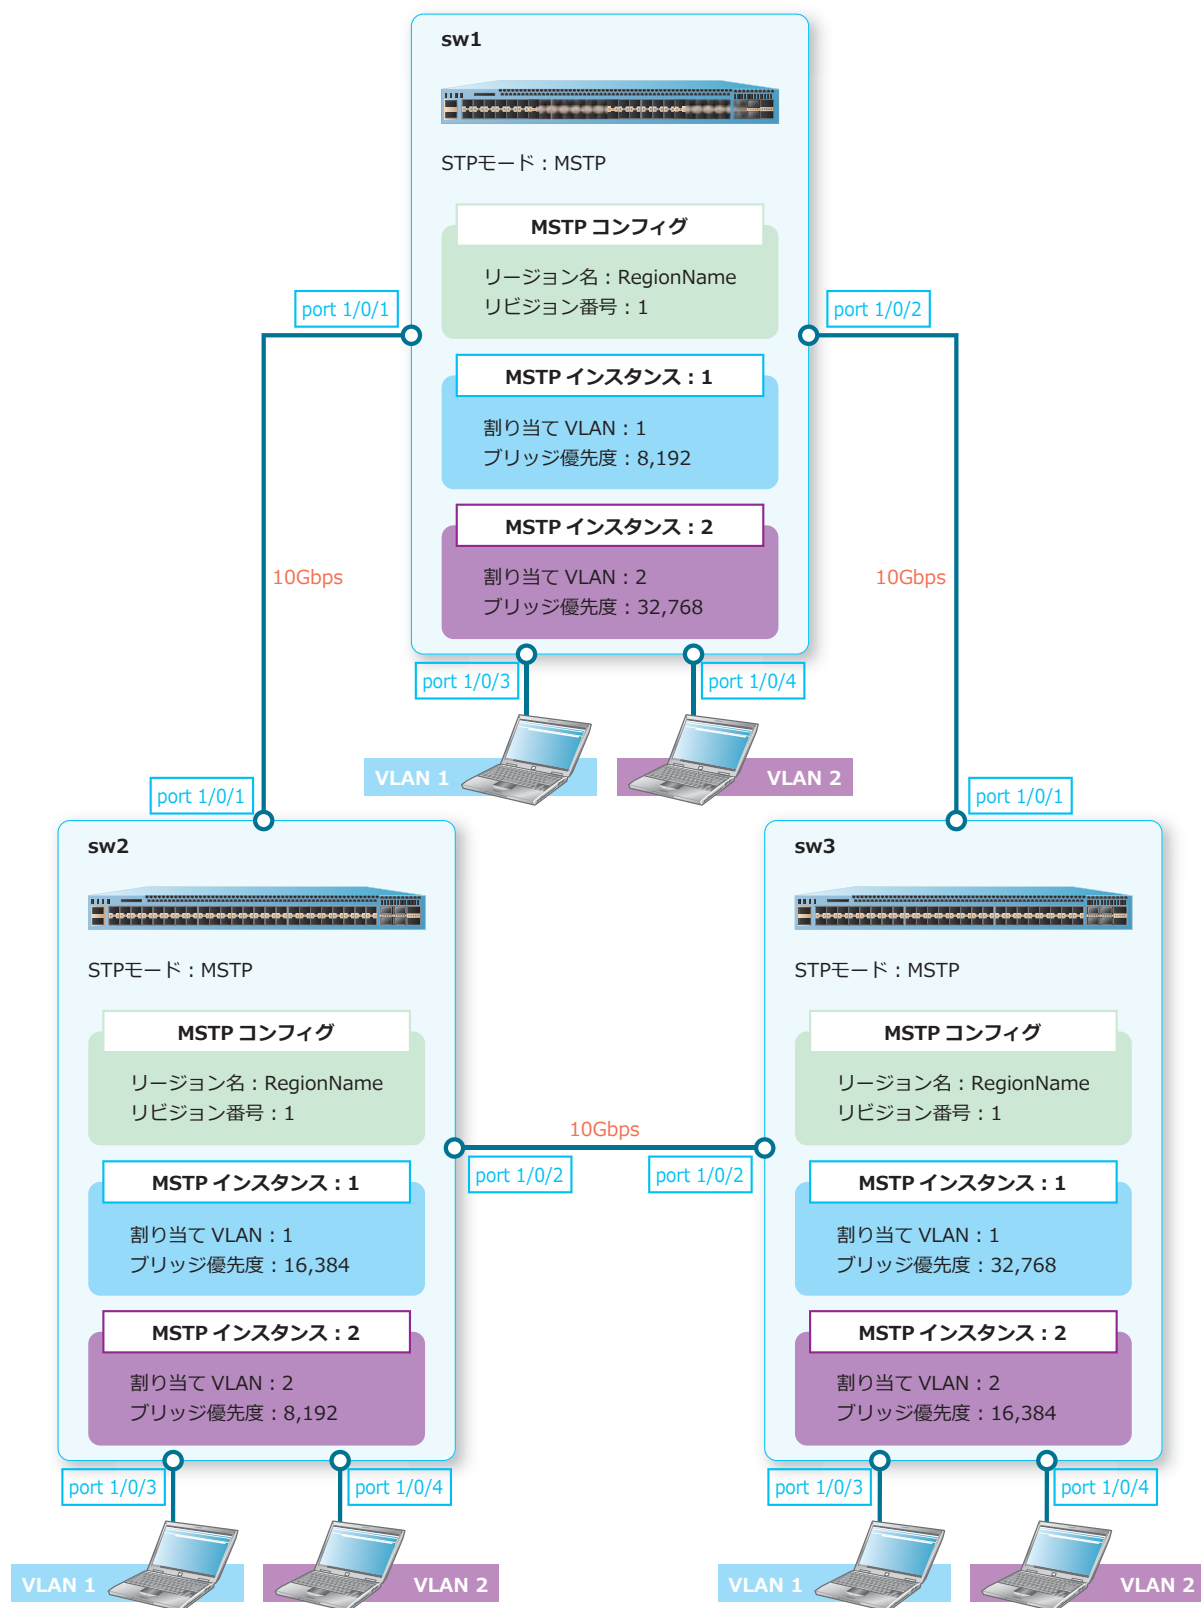 sw1
STPモード：MSTP
MSTP コンフィグ
リージョン名：RegionName
リビジョン番号：1
port 1/0/1
port 1/0/2
MSTP インスタンス：1
割り当て VLAN：1
ブリッジ優先度：8,192
MSTP インスタンス：2
割り当て VLAN：2
ブリッジ優先度：32,768
10Gbps
10Gbps
port 1/0/3
port 1/0/4
VLAN 1
VLAN 2
port 1/0/1
port 1/0/1
sw2
STPモード：MSTP
MSTP コンフィグ
リージョン名：RegionName
リビジョン番号：1
10Gbps
port 1/0/2
port 1/0/2
MSTP インスタンス：1
割り当て VLAN：1
ブリッジ優先度：16,384
MSTP インスタンス：2
割り当て VLAN：2
ブリッジ優先度：8,192
port 1/0/3
port 1/0/4
VLAN 1
VLAN 2
sw3
STPモード：MSTP
MSTP コンフィグ
リージョン名：RegionName
リビジョン番号：1
MSTP インスタンス：1
割り当て VLAN：1
ブリッジ優先度：32,768
MSTP インスタンス：2
割り当て VLAN：2
ブリッジ優先度：16,384
port 1/0/3
port 1/0/4
VLAN 1
VLAN 2